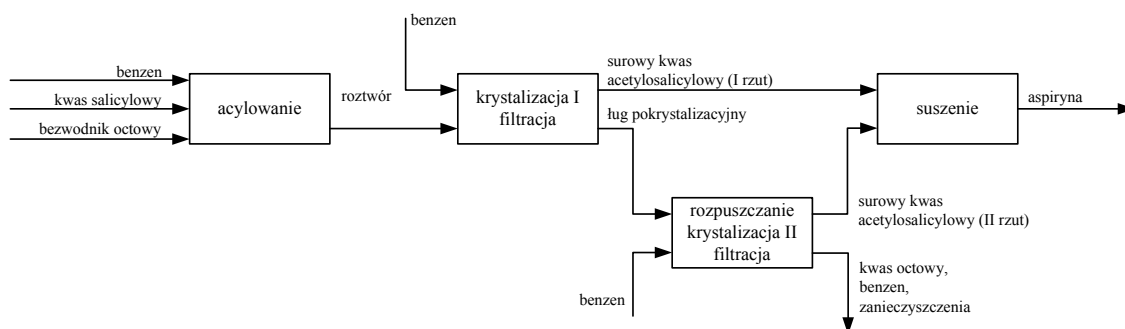 benzen
benzen
kwas salicylowy
bezwodnik octowy
acylowanie
roztwór
krystalizacja I
filtracja
surowy kwas
acetylosalicylowy (I rzut)
ług pokrystalizacyjny
suszenie
aspiryna
rozpuszczanie
krystalizacja II
filtracja
surowy kwas
acetylosalicylowy (II rzut)
benzen
kwas octowy,
benzen,
zanieczyszczenia